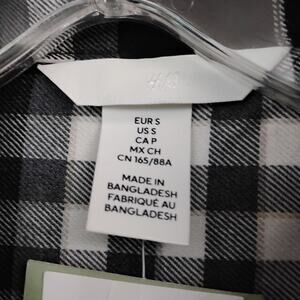 H&M
EUR S
US S
CA P
MX CH
CN 165/88A
MADE IN
BANGLADESH
FABRIQUÉ AU
BANGLADESH